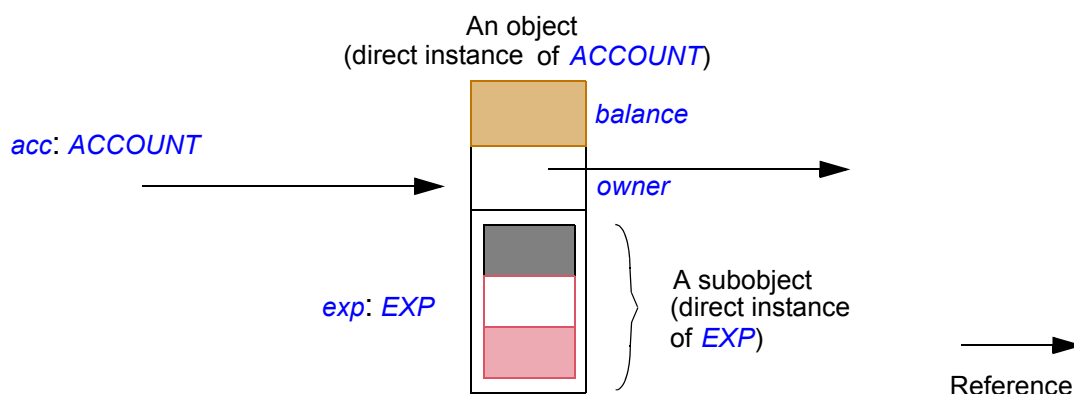 An object
(direct instance of ACCOUNT)
balance
acc: ACCOUNT
owner
exp: EXP
A subobject
(direct instance
of EXP)
Reference